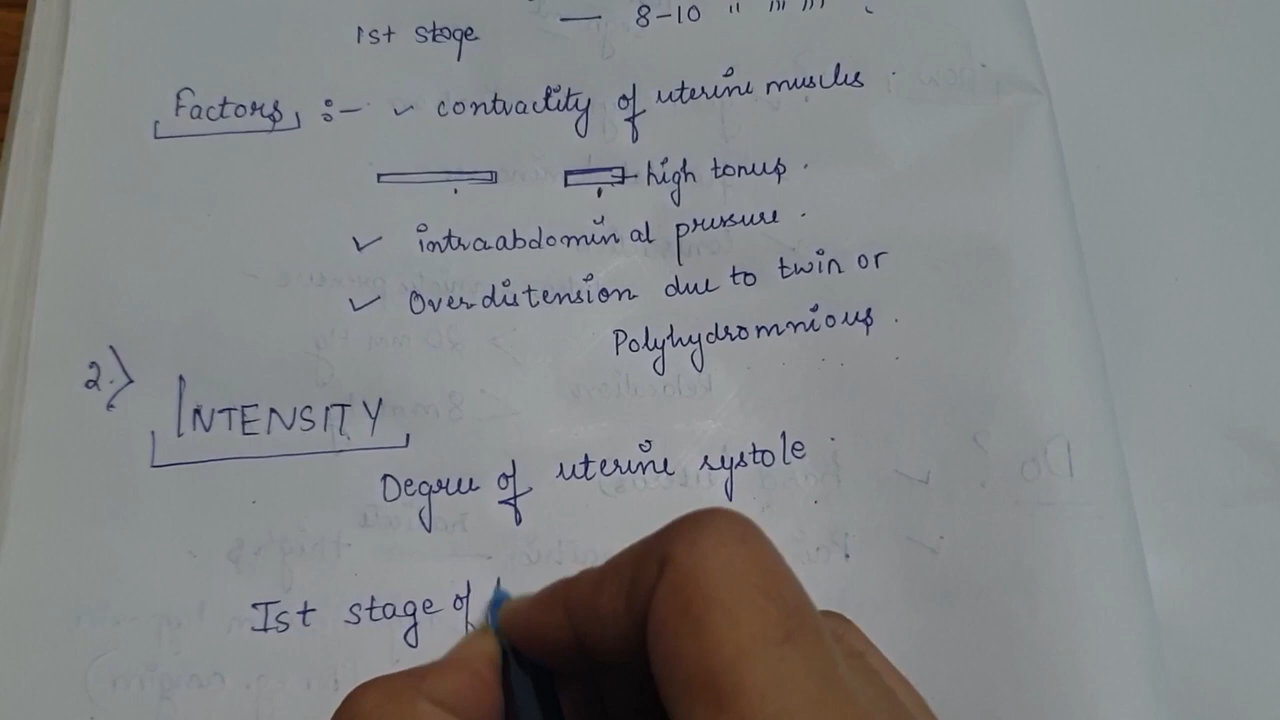 1st stage — 8-10 " "' "'
Factors :- ✓ contractility of uterine muscles
high tonus.
✓ intraabdominal pressure.
✓ Overdistension due to twin or
Polyhydromnious.
2.) INTENSITY
Degree of uterine systole
Ist stage of